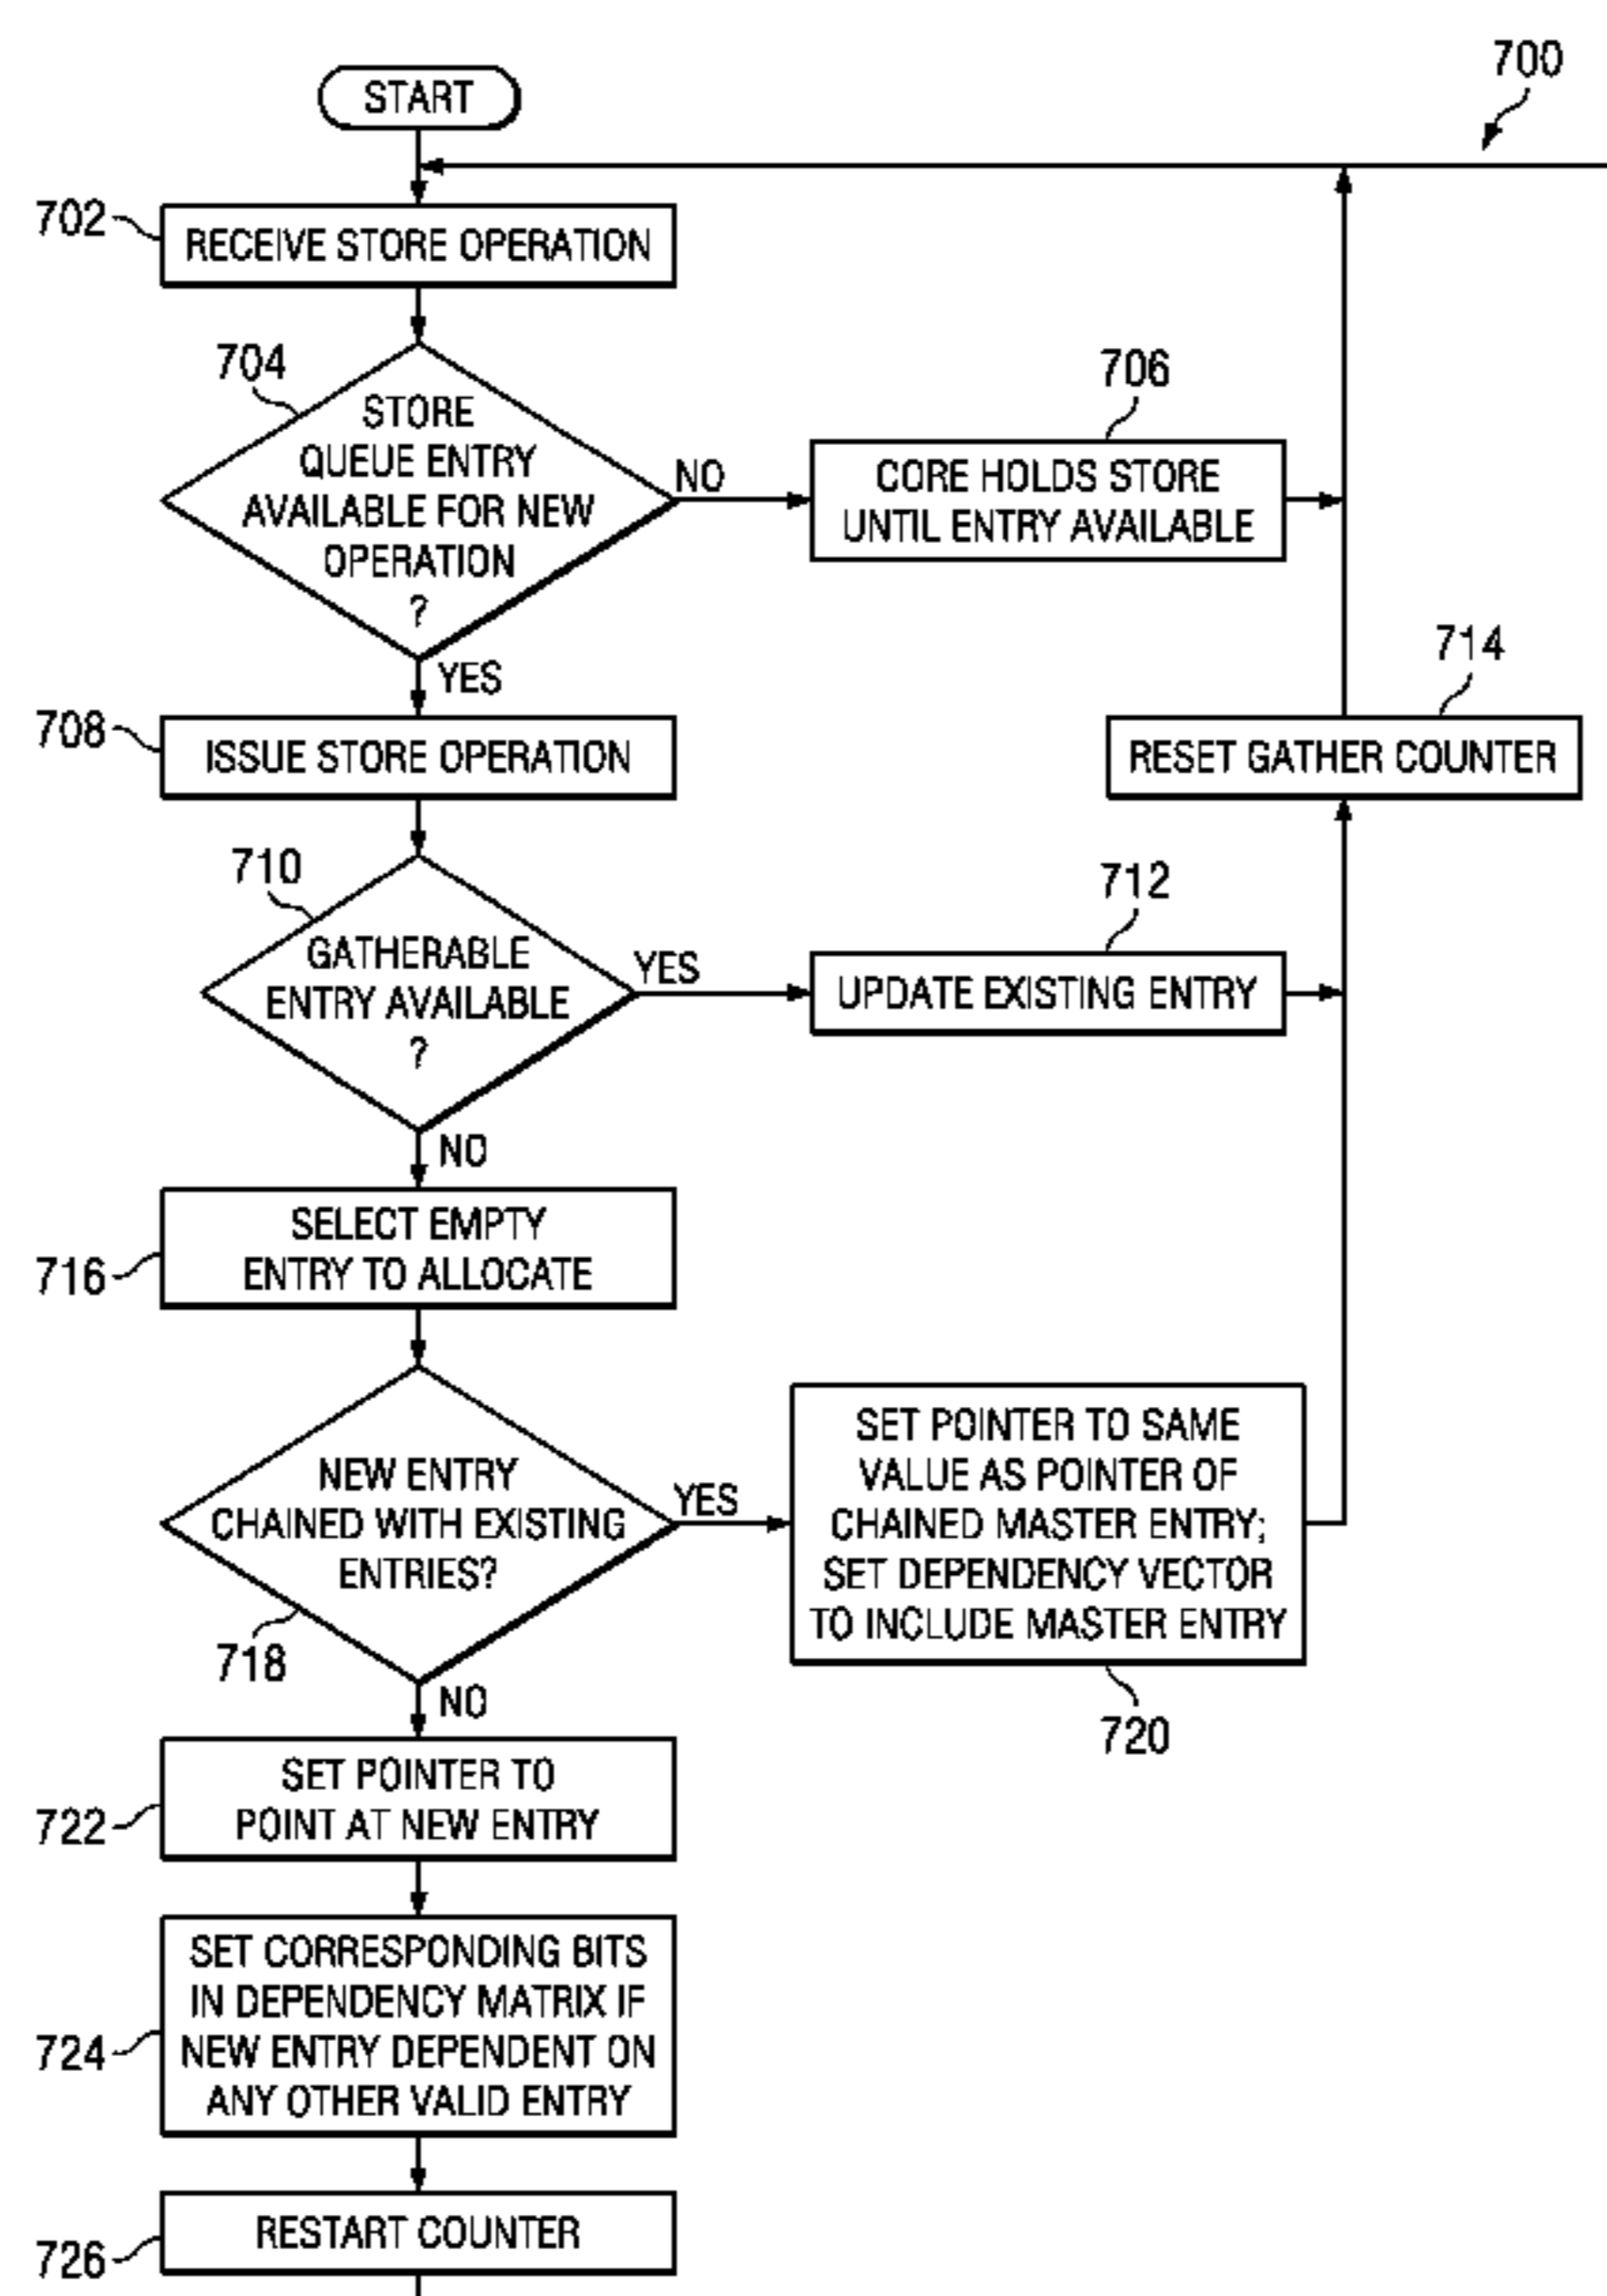 700
START
702
RECEIVE STORE OPERATION
704
STORE
QUEUE ENTRY
AVAILABLE FOR NEW
OPERATION
?
NO
706
CORE HOLDS STORE
UNTIL ENTRY AVAILABLE
YES
714
RESET GATHER COUNTER
708
ISSUE STORE OPERATION
710
GATHERABLE
ENTRY AVAILABLE
?
YES
712
UPDATE EXISTING ENTRY
NO
716
SELECT EMPTY
ENTRY TO ALLOCATE
NEW ENTRY
CHAINED WITH EXISTING
ENTRIES?
718
YES
SET POINTER TO SAME
VALUE AS POINTER OF
CHAINED MASTER ENTRY;
SET DEPENDENCY VECTOR
TO INCLUDE MASTER ENTRY
720
NO
722
SET POINTER TO
POINT AT NEW ENTRY
724
SET CORRESPONDING BITS
IN DEPENDENCY MATRIX IF
NEW ENTRY DEPENDENT ON
ANY OTHER VALID ENTRY
726
RESTART COUNTER